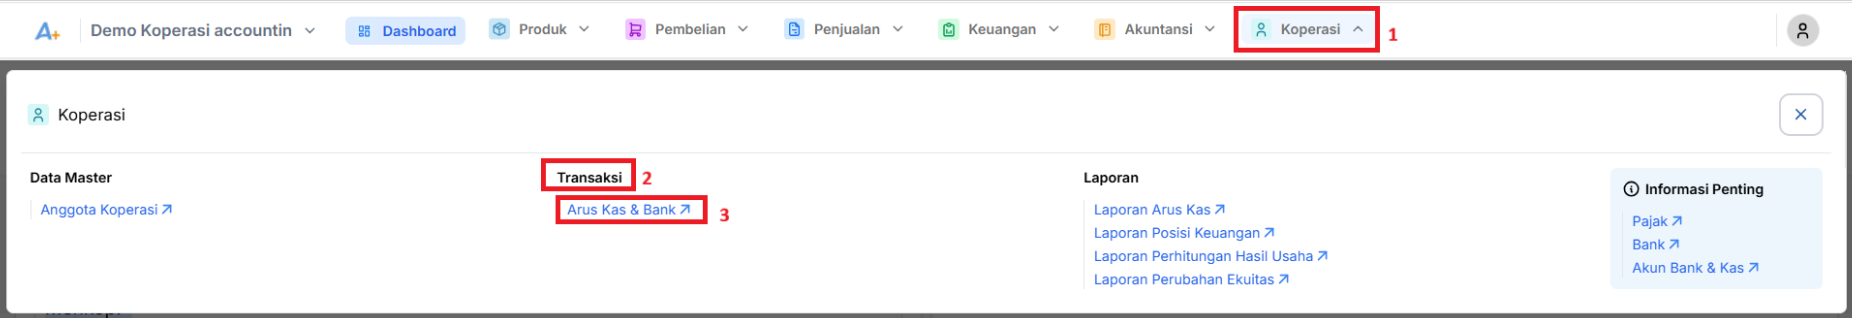 A+ Demo Koperasi accountin Dashboard Produk Pembelian Penjualan Keuangan Akuntansi Koperasi 1
Koperasi
Data Master
Anggota Koperasi
Transaksi 2
Arus Kas & Bank 3
Laporan
Laporan Arus Kas
Laporan Posisi Keuangan
Laporan Perhitungan Hasil Usaha
Laporan Perubahan Ekuitas
Informasi Penting
Pajak
Bank
Akun Bank & Kas